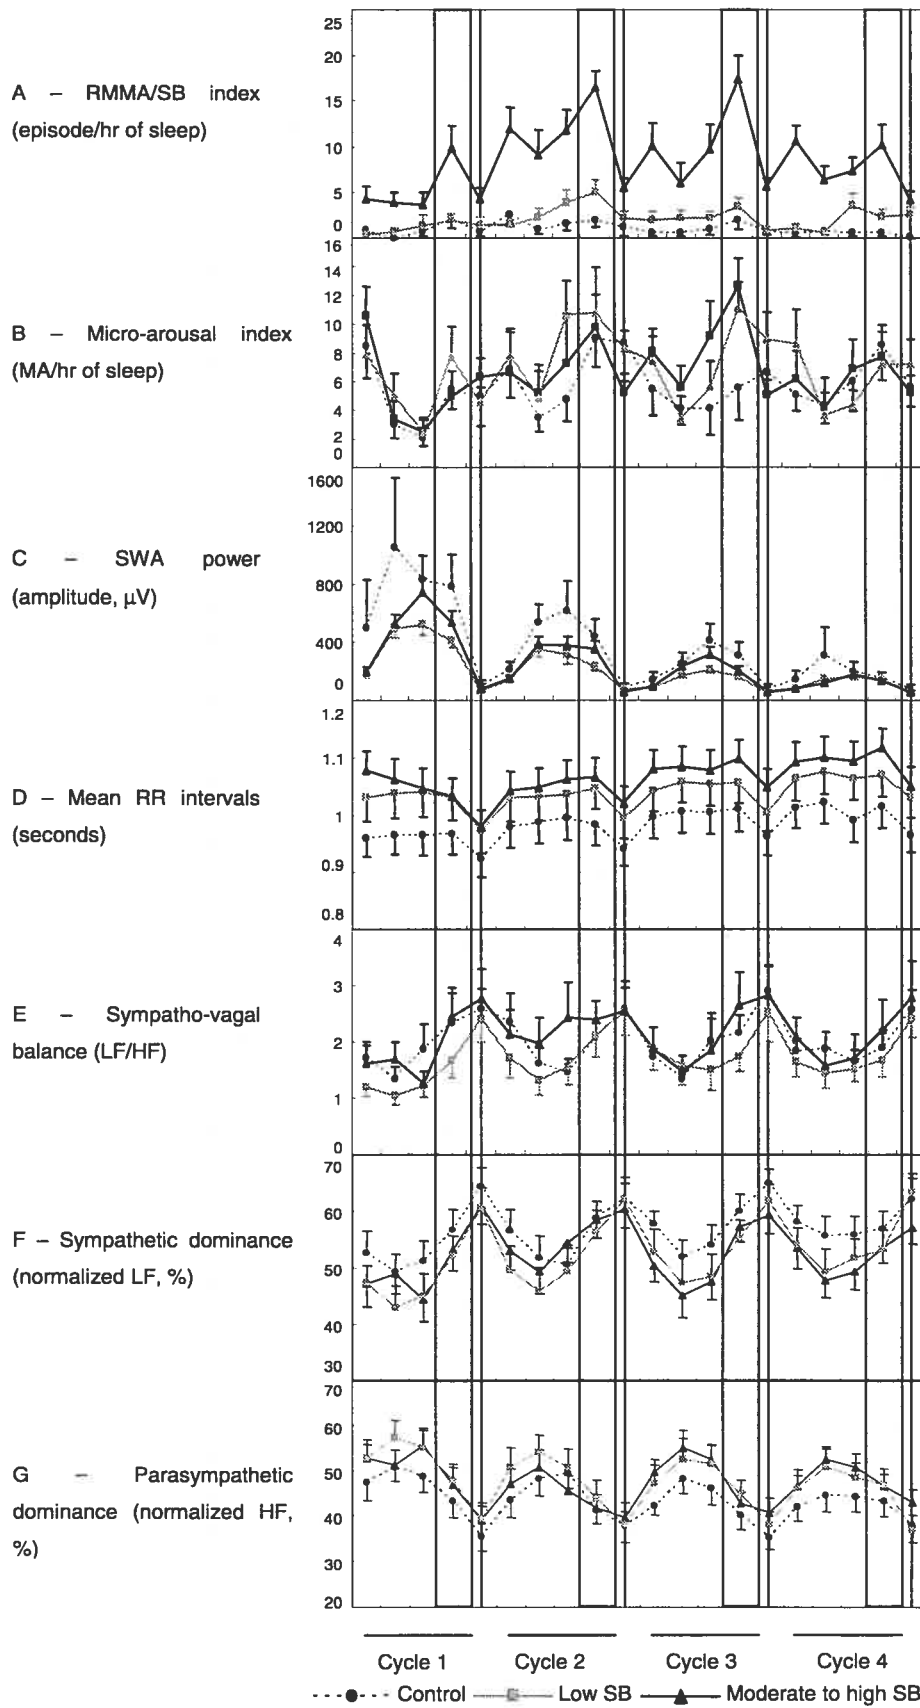 25
20
A – RMMA/SB index
(episode/hr of sleep)
15
10
5
0
16
14
12
B – Micro-arousal index
(MA/hr of sleep)
10
8
6
4
2
0
1600
1200
C – SWA power
(amplitude, µV)
800
400
0
1.2
1.1
D – Mean RR intervals
(seconds)
1
0.9
0.8
4
3
E – Sympatho-vagal
balance (LF/HF)
2
1
0
70
60
F – Sympathetic dominance
(normalized LF, %)
50
40
30
70
60
G – Parasympathetic
dominance (normalized HF,
%)
50
40
30
20
Cycle 1 Cycle 2 Cycle 3 Cycle 4
Control Low SB Moderate to high SB